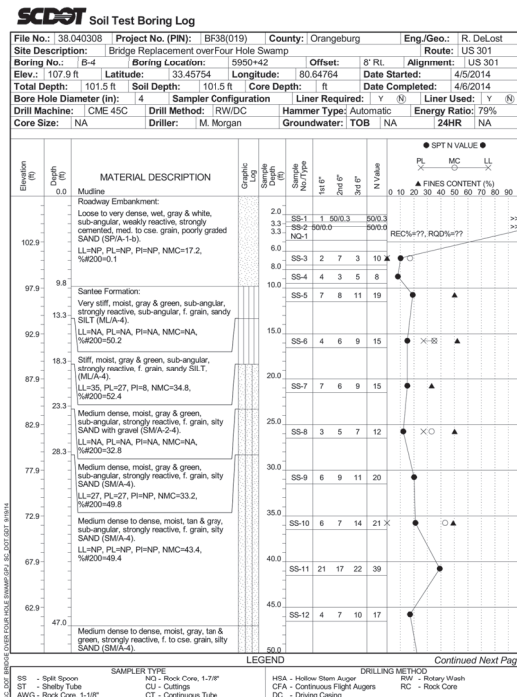 SCDOT Soil Test Boring Log
File No.: 38.040308 Project No. (PIN): BF38(019) County: Orangeburg Eng./Geo.: R. DeLost
Site Description: Bridge Replacement overFour Hole Swamp Route: US 301
Boring No.: B-4 Boring Location: 5950+42 Offset: 8' RL Alignment: US 301
Elev.: 107.9 ft Latitude: 33.45754 Longitude: 80.64764 Date Started: 4/5/2014
Total Depth: 101.5 ft Soil Depth: 101.5 ft Core Depth: ft Date Completed: 4/6/2014
Bore Hole Diameter (in): 4 Sampler Configuration Liner Required: Y N Liner Used: Y N
Drill Machine: CME 45C Drill Method: RW/DC Hammer Type: Automatic Energy Ratio: 79%
Core Size: NA Driller: M. Morgan Groundwater: TOB NA 24HR NA
Elevation (ft)
Depth (ft)
MATERIAL DESCRIPTION
Graphic Log
Sample Depth (ft)
Sample No./Type
1st 6"
2nd 6"
3rd 6"
N Value
● SPT N VALUE ●
PL MC LL
▲ FINES CONTENT (%)
0 10 20 30 40 50 60 70 80 90
0.0 Mudline
Roadway Embankment:
Loose to very dense, wet, gray & white,
sub-angular, weakly reactive, strongly
cemented, med. to cse. grain, poorly graded
SAND (SP/A-1-b).
LL=NP, PL=NP, PI=NP, NMC=17.2,
%#200=0.1
2.0
3.3 SS-1 1 50/0.3 50/0.3 >>
3.3 SS-2 50/0.0 50/0.0 >>
NQ-1 REC%=??, RQD%=??
102.9
6.0
SS-3 2 7 3 10
8.0
SS-4 4 3 5 8
97.9 9.8 10.0
Santee Formation:
Very stiff, moist, gray & green, sub-angular,
strongly reactive, sub-angular, f. grain, sandy
SILT (ML/A-4).
LL=NA, PL=NA, PI=NA, NMC=NA,
%#200=50.2
SS-5 7 8 11 19
13.3
92.9 15.0
SS-6 4 6 9 15
18.3 Stiff, moist, gray & green, sub-angular,
strongly reactive, f. grain, sandy SILT,
(ML/A-4).
LL=35, PL=27, PI=8, NMC=34.8,
%#200=52.4
87.9 20.0
SS-7 7 6 9 15
23.3
Medium dense, moist, gray & green,
sub-angular, strongly reactive, f. grain, silty
SAND with gravel (SM/A-2-4).
LL=NA, PL=NA, PI=NA, NMC=NA,
%#200=32.8
82.9 25.0
SS-8 3 5 7 12
28.3
Medium dense, moist, gray & green,
sub-angular, strongly reactive, f. grain, silty
SAND (SM/A-4).
LL=27, PL=27, PI=NP, NMC=33.2,
%#200=49.8
77.9 30.0
SS-9 6 9 11 20
72.9 Medium dense to dense, moist, tan & gray,
sub-angular, strongly reactive, f. grain, silty
SAND (SM/A-4).
LL=NP, PL=NP, PI=NP, NMC=43.4,
%#200=49.4
35.0
SS-10 6 7 14 21
67.9 40.0
SS-11 21 17 22 39
62.9 45.0
SS-12 4 7 10 17
47.0
Medium dense to dense, moist, gray, tan &
green, strongly reactive, f. to cse. grain, silty
SAND (SM/A-4).
50.0
LEGEND Continued Next Pag
SAMPLER TYPE DRILLING METHOD
SS - Split Spoon NQ - Rock Core, 1-7/8" HSA - Hollow Stem Auger RW - Rotary Wash
ST - Shelby Tube CU - Cuttings CFA - Continuous Flight Augers RC - Rock Core
AWG - Rock Core, 1-1/8" CT - Continuous Tube DC - Driving Casing
BRIDGE OVER FOUR HOLE SWAMP.GPJ SC_DOT.GDT 9/19/14